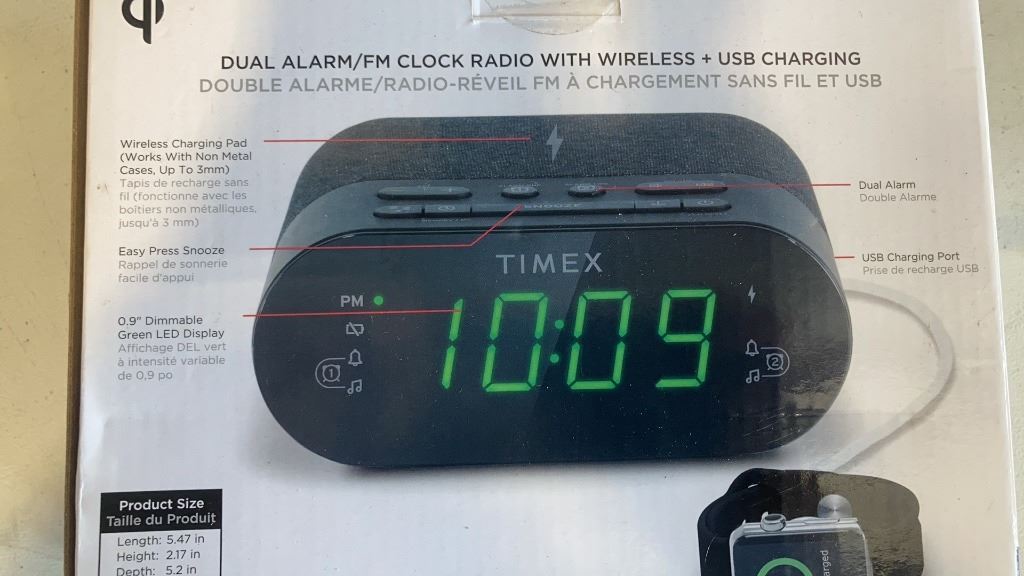 DUAL ALARM/FM CLOCK RADIO WITH WIRELESS + USB CHARGING
DOUBLE ALARME/RADIO-RÉVEIL FM À CHARGEMENT SANS FIL ET USB
Wireless Charging Pad
(Works With Non Metal
Cases, Up To 3mm)
Tapis de recharge sans
fil (fonctionne avec les
boîtiers non métalliques,
jusqu'à 3 mm)
Easy Press Snooze
Rappel de sonnerie
facile d'appui
0.9" Dimmable
Green LED Display
Affichage DEL vert
à intensité variable
de 0,9 po
Dual Alarm
Double Alarme
USB Charging Port
Prise de recharge USB
SNOOZE
TIMEX
PM
10:09
1
2
Product Size
Taille du Produit
Length: 5.47 in
Height: 2.17 in
Depth: 5.2 in